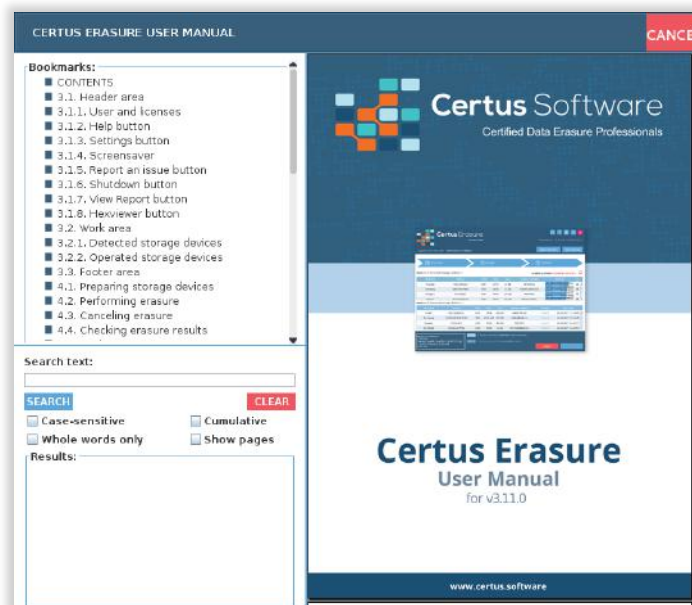 CERTUS ERASURE USER MANUAL
CANCE
Bookmarks:
CONTENTS
3.1. Header area
3.1.1. User and licenses
3.1.2. Help button
3.1.3. Settings button
3.1.4. Screensaver
3.1.5. Report an issue button
3.1.6. Shutdown button
3.1.7. View Report button
3.1.8. Hexviewer button
3.2. Work area
3.2.1. Detected storage devices
3.2.2. Operated storage devices
3.3. Footer area
4.1. Preparing storage devices
4.2. Performing erasure
4.3. Canceling erasure
4.4. Checking erasure results
Search text:
SEARCH
CLEAR
Case-sensitive
Cumulative
Whole words only
Show pages
Results:
Certus Software
Certified Data Erasure Professionals
Certus Erasure
Certus Erasure
User Manual
for v3.11.0
www.certus.software